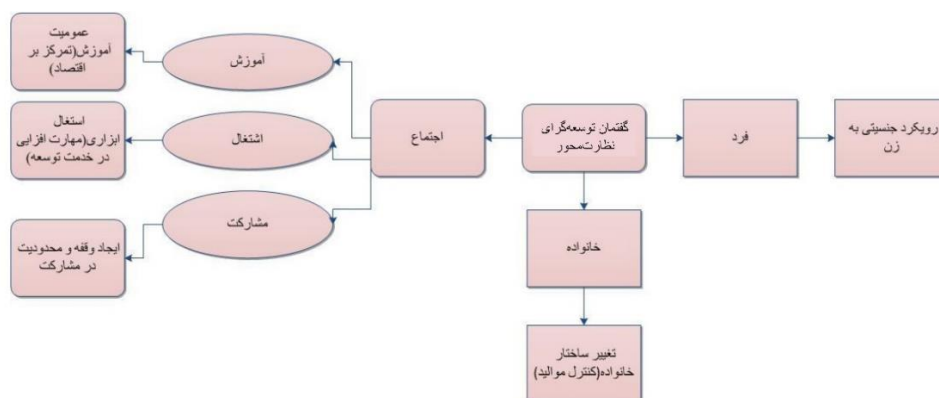 گفتمان توسعه‌گرای
نظارت‌محور
فرد
رویکرد جنسیتی به
زن
خانواده
تغییر ساختار
خانواده(کنترل موالید)
اجتماع
آموزش
عمومیت
آموزش(تمرکز بر
اقتصاد)
اشتغال
استغال
ابزاری(مهارت افزایی
در خدمت توسعه)
مشارکت
ایجاد وقفه و محدودیت
در مشارکت